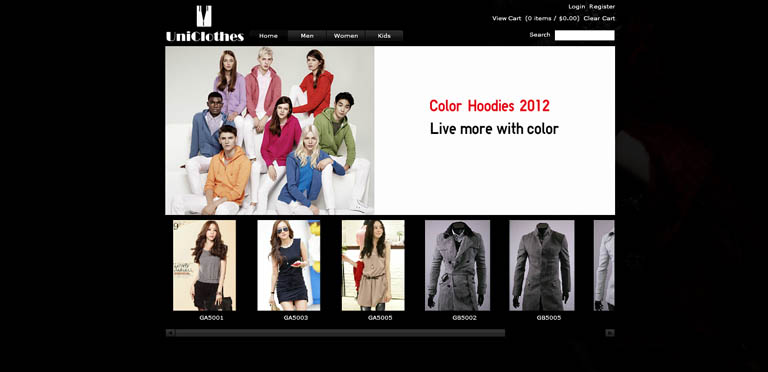 Login Register
View Cart (0 items / $0.00) Clear Cart
UniClothes
Home Men Women Kids
Search
Color Hoodies 2012
Live more with color
GA5001 GA5003 GA5005 GB5002 GB5005